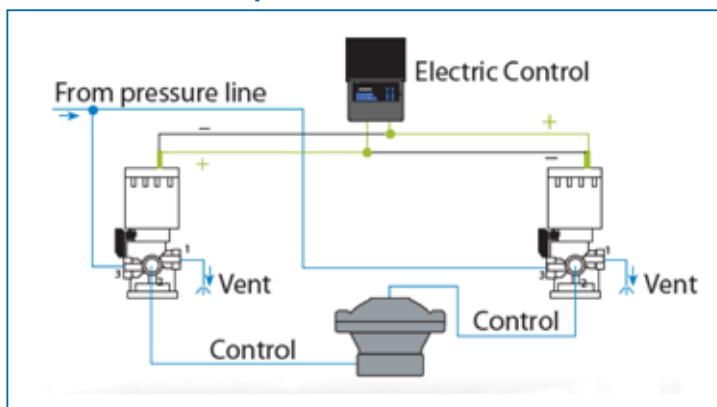 Electric Control
From pressure line
− +
+ −
1 1
3 3
2 2
Vent Vent
Control
Control